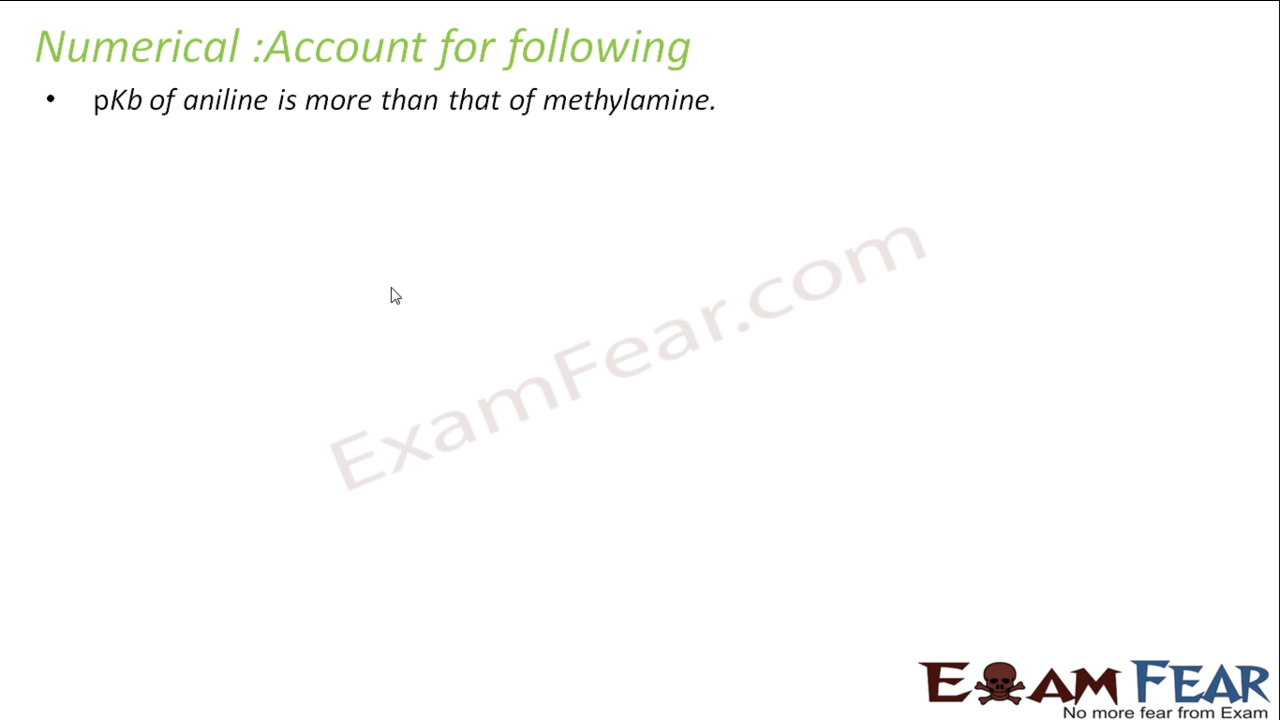 Numerical :Account for following
• pKb of aniline is more than that of methylamine.
ExamFear.com
EXAM FEAR
No more fear from Exam